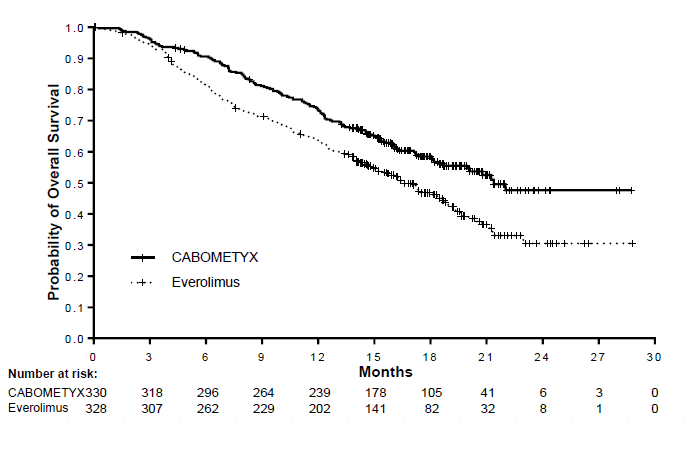 1.0
0.9
0.8
0.7
0.6
0.5
0.4
0.3
0.2
0.1
0.0
Probability of Overall Survival
CABOMETYX
Everolimus
0 3 6 9 12 15 18 21 24 27 30
Months
Number at risk:
CABOMETYX 330 318 296 264 239 178 105 41 6 3 0
Everolimus 328 307 262 229 202 141 82 32 8 1 0